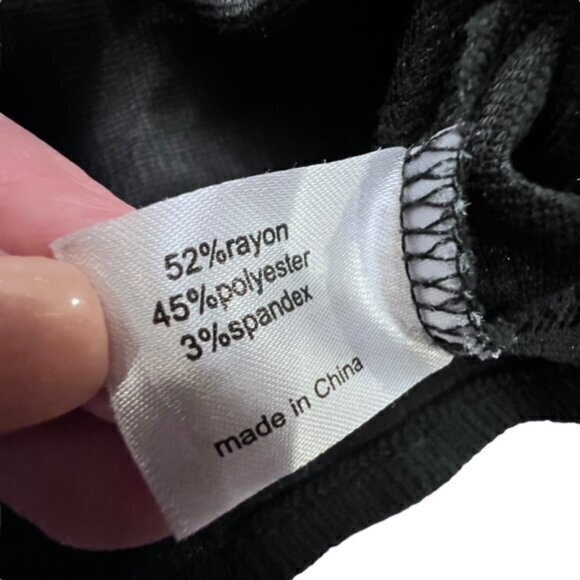 52%rayon
45%polyester
3%spandex
made in China